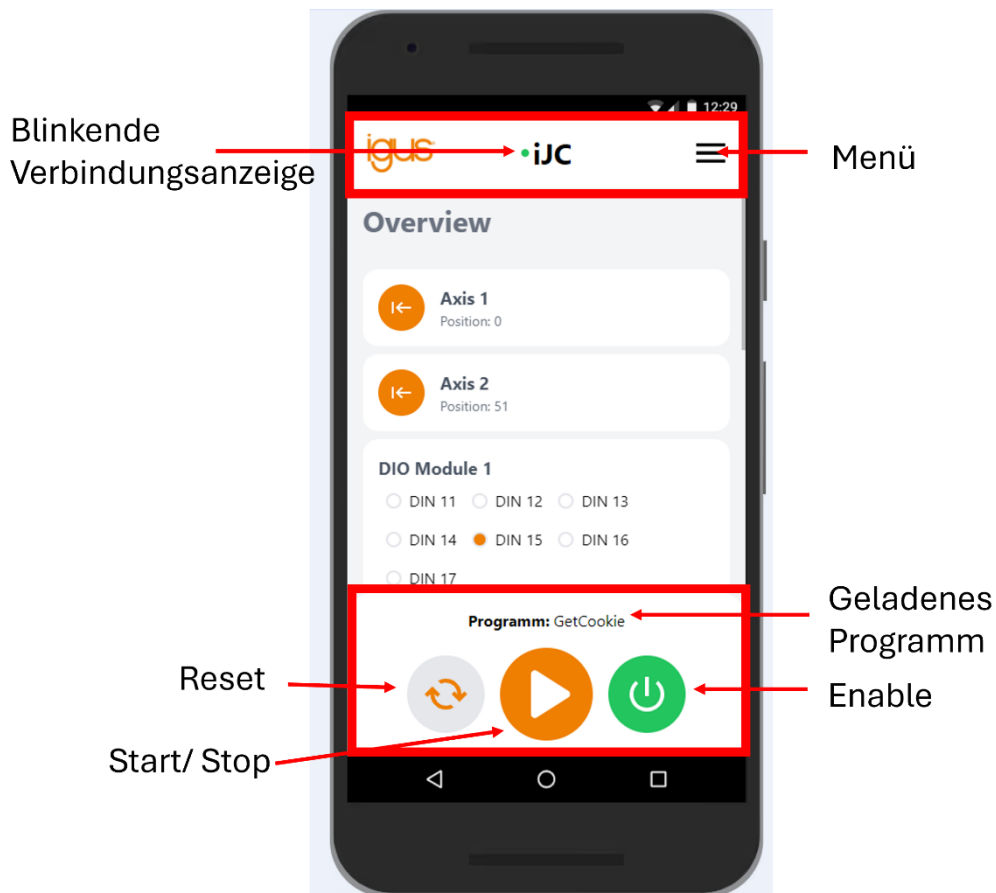 12:29
Blinkende
Verbindungsanzeige
igus
iJC
Menü
Overview
Axis 1
Position: 0
Axis 2
Position: 51
DIO Module 1
DIN 11 DIN 12 DIN 13
DIN 14 DIN 15 DIN 16
DIN 17
Programm: GetCookie
Geladenes
Programm
Reset
Enable
Start/ Stop